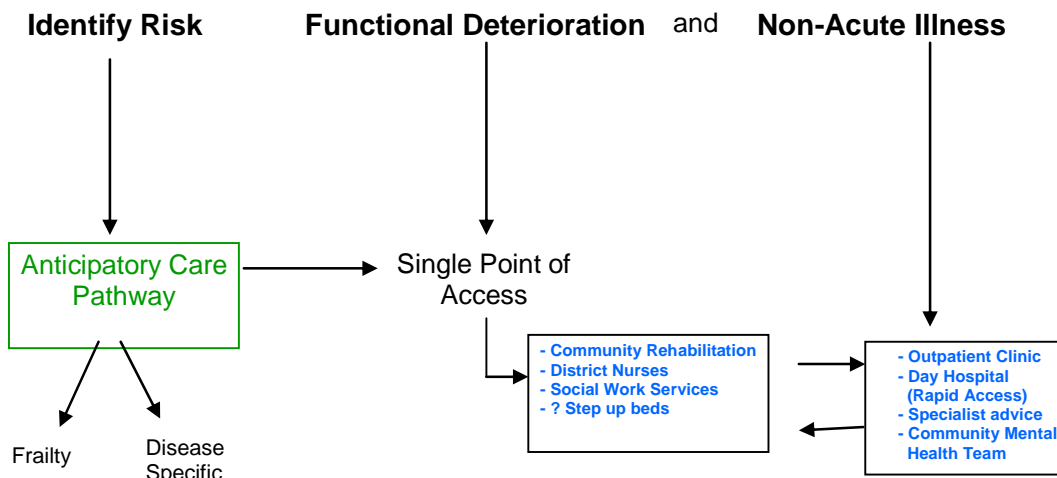 Identify Risk
Functional Deterioration and Non-Acute Illness
Anticipatory Care
Pathway
Single Point of
Access
- Community Rehabilitation
- District Nurses
- Social Work Services
- ? Step up beds
- Outpatient Clinic
- Day Hospital
(Rapid Access)
- Specialist advice
- Community Mental
Health Team
Frailty
Disease
Specific